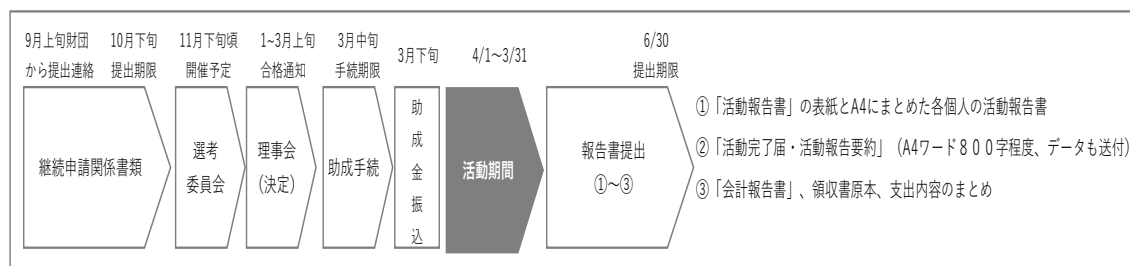 9月上旬財団
から提出連絡
10月下旬
提出期限
11月下旬頃
開催予定
1~3月上旬
合格通知
3月中旬
手続期限
3月下旬
4/1～3/31
6/30
提出期限
継続申請関係書類
選考
委員会
理事会
(決定)
助成手続
助成金振込
活動期間
報告書提出
①～③
①「活動報告書」の表紙とA4にまとめた各個人の活動報告書
②「活動完了届・活動報告要約」（A4ワード８００字程度、データも送付）
③「会計報告書」、領収書原本、支出内容のまとめ